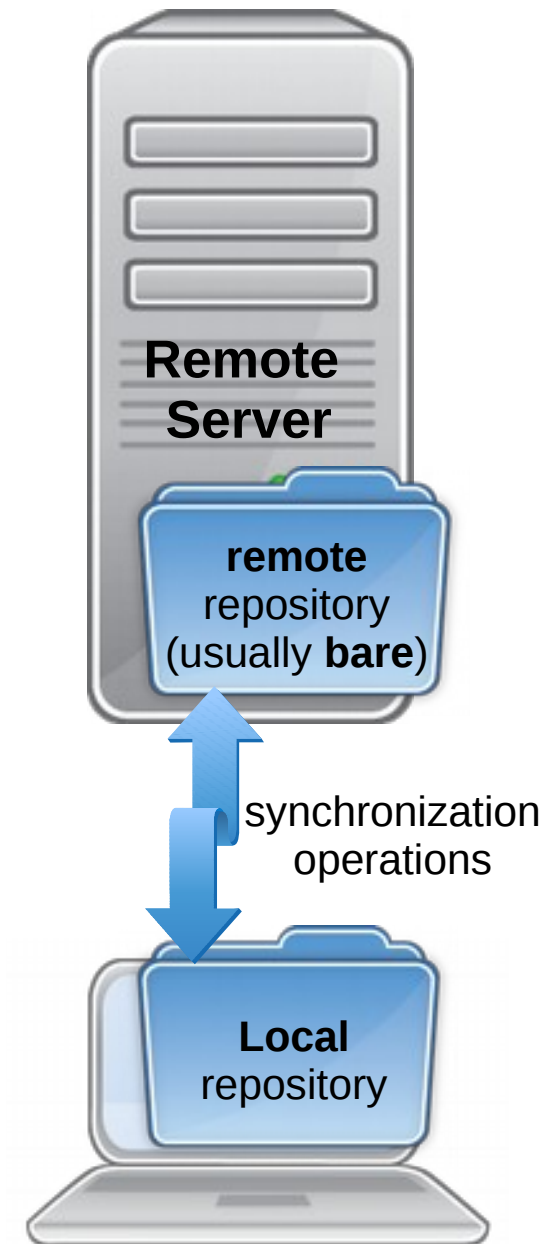 Remote
Server
remote
repository
(usually bare)
synchronization
operations
Local
repository